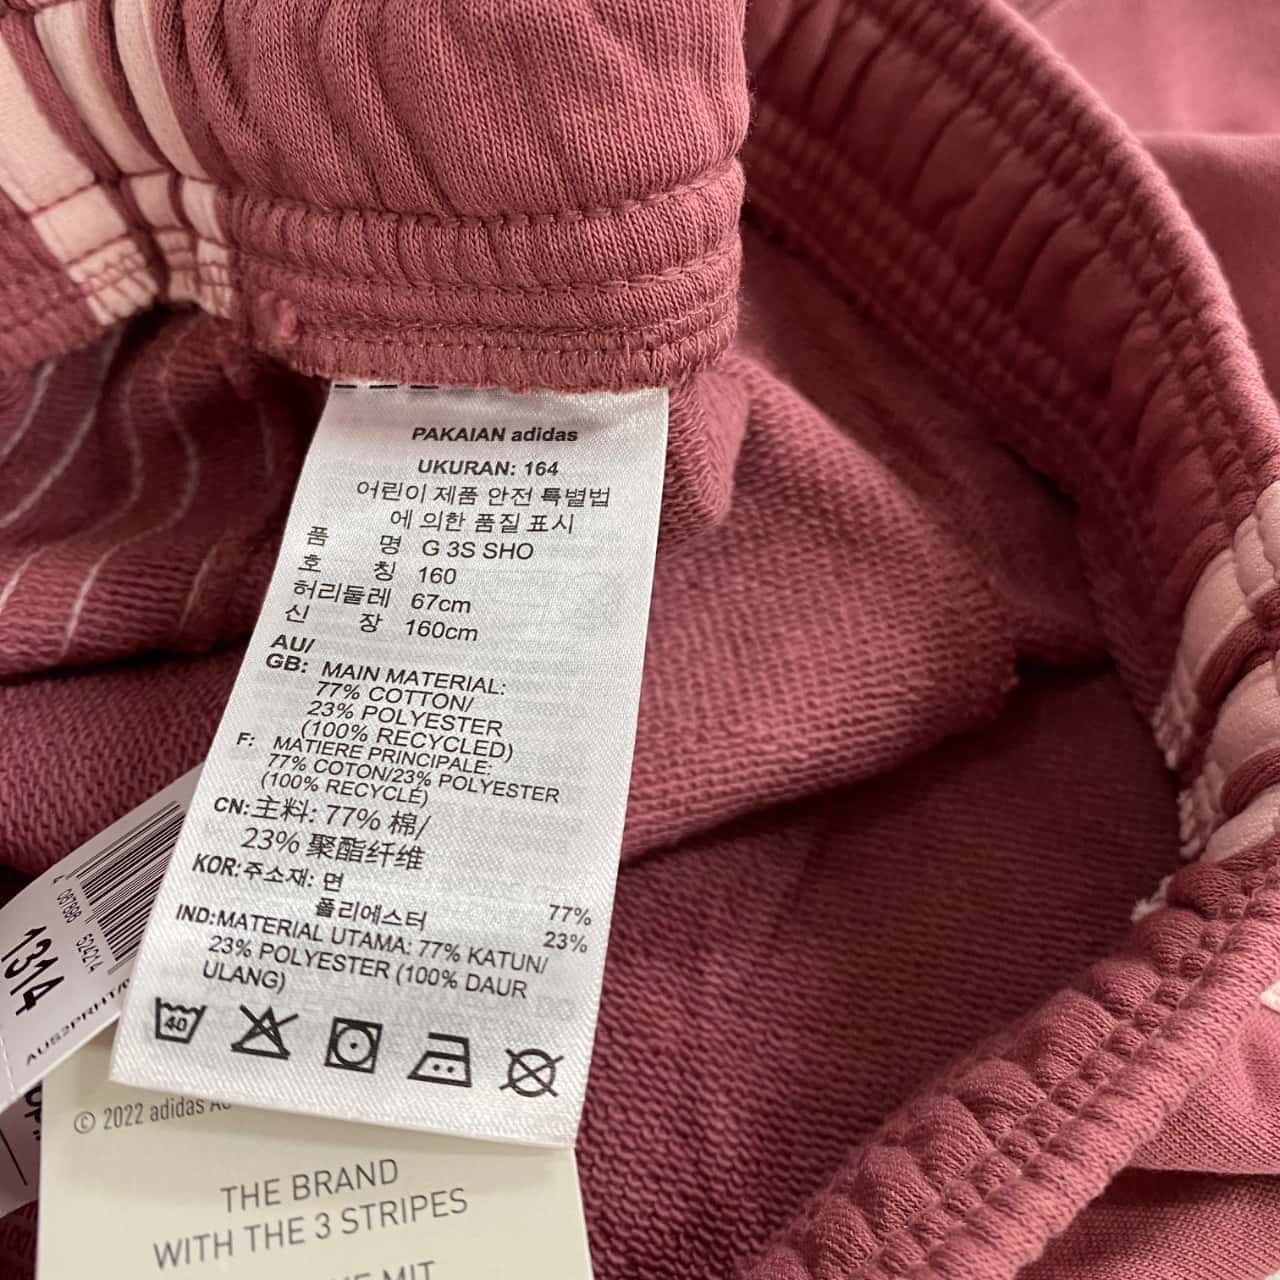 PAKAIAN adidas
UKURAN: 164
어린이 제품 안전 특별법
에 의한 품질 표시
품 명 G 3S SHO
호 칭 160
허리둘레 67cm
신 장 160cm
AU/
GB: MAIN MATERIAL:
77% COTTON/
23% POLYESTER
(100% RECYCLED)
F: MATIERE PRINCIPALE:
77% COTON/23% POLYESTER
(100% RECYCLÉ)
CN: 主料: 77% 棉/
23% 聚酯纤维
KOR: 주소재: 면 77%
폴리에스터 23%
IND: MATERIAL UTAMA: 77% KATUN/
23% POLYESTER (100% DAUR
ULANG)
40
1314
© 2022 adidas
THE BRAND
WITH THE 3 STRIPES
MIT